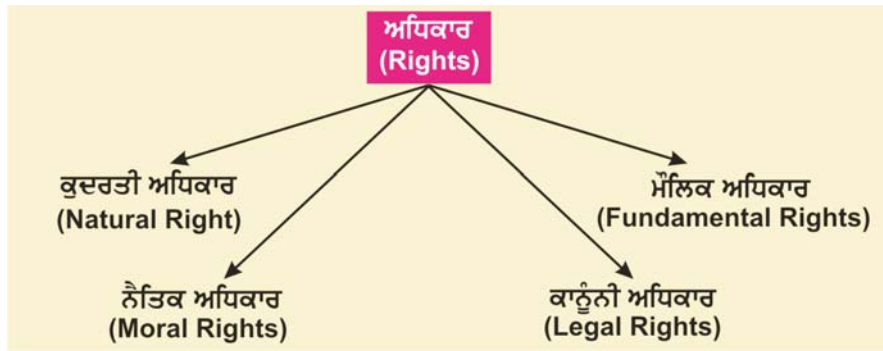 ਅਧਿਕਾਰ
(Rights)
ਕੁਦਰਤੀ ਅਧਿਕਾਰ
(Natural Right)
ਮੌਲਿਕ ਅਧਿਕਾਰ
(Fundamental Rights)
ਨੈਤਿਕ ਅਧਿਕਾਰ
(Moral Rights)
ਕਾਨੂੰਨੀ ਅਧਿਕਾਰ
(Legal Rights)